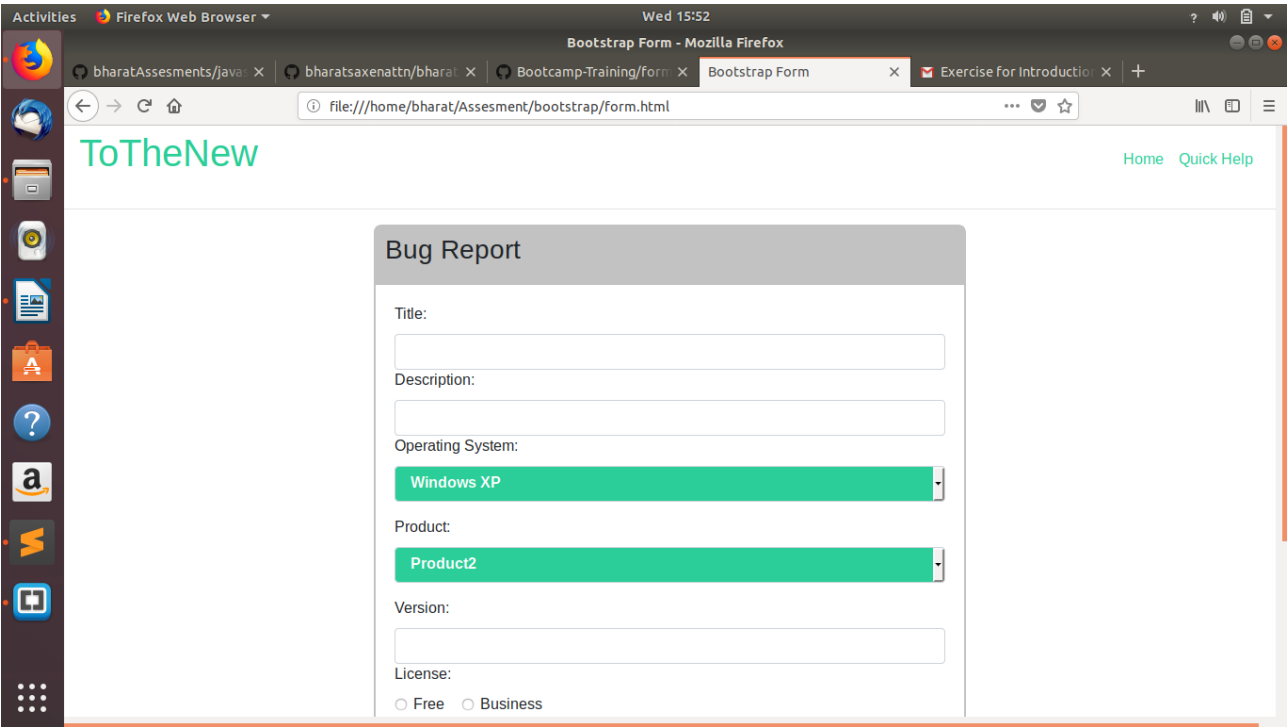 Activities Firefox Web Browser Wed 15:52
Bootstrap Form - Mozilla Firefox
bharatAssesments/javas bharatsaxenattn/bharat Bootcamp-Training/form Bootstrap Form Exercise for Introduction
file:///home/bharat/Assesment/bootstrap/form.html
ToTheNew
Home Quick Help
Bug Report
Title:
Description:
Operating System:
Windows XP
Product:
Product2
Version:
License:
Free Business